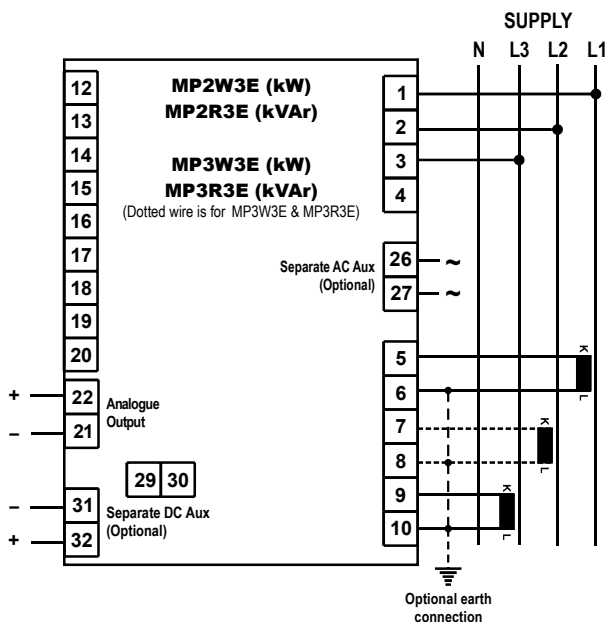 SUPPLY
N L3 L2 L1
12
13
14
15
16
17
18
19
20
MP2W3E (kW)
MP2R3E (kVAr)
MP3W3E (kW)
MP3R3E (kVAr)
(Dotted wire is for MP3W3E & MP3R3E)
1
2
3
4
Separate AC Aux
(Optional)
26 ~
27 ~
5
6
7
8
9
10
K
L
K
L
K
L
+ 22
– 21
Analogue
Output
29 30
– 31
+ 32
Separate DC Aux
(Optional)
Optional earth
connection